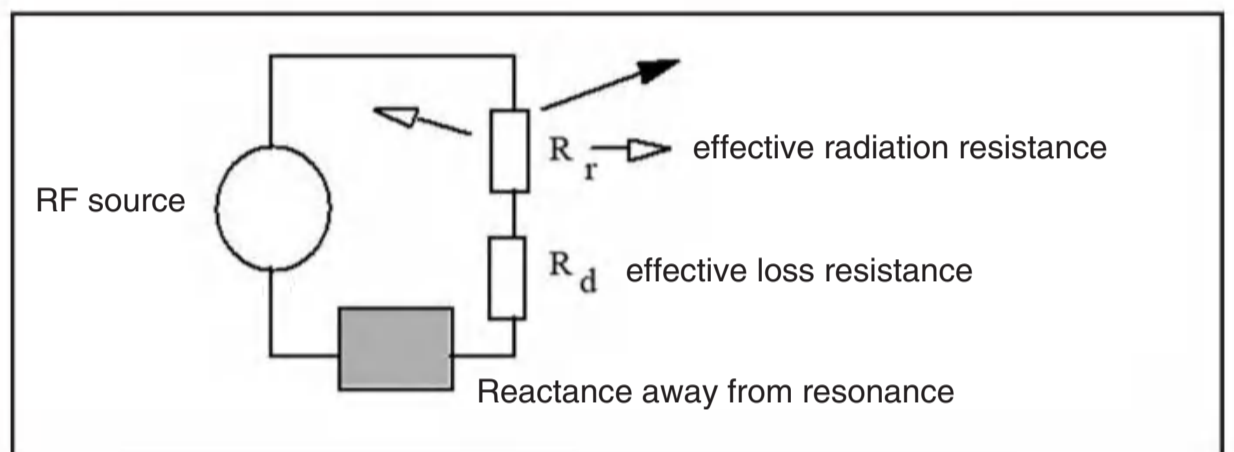 R r effective radiation resistance
RF source
R d effective loss resistance
Reactance away from resonance